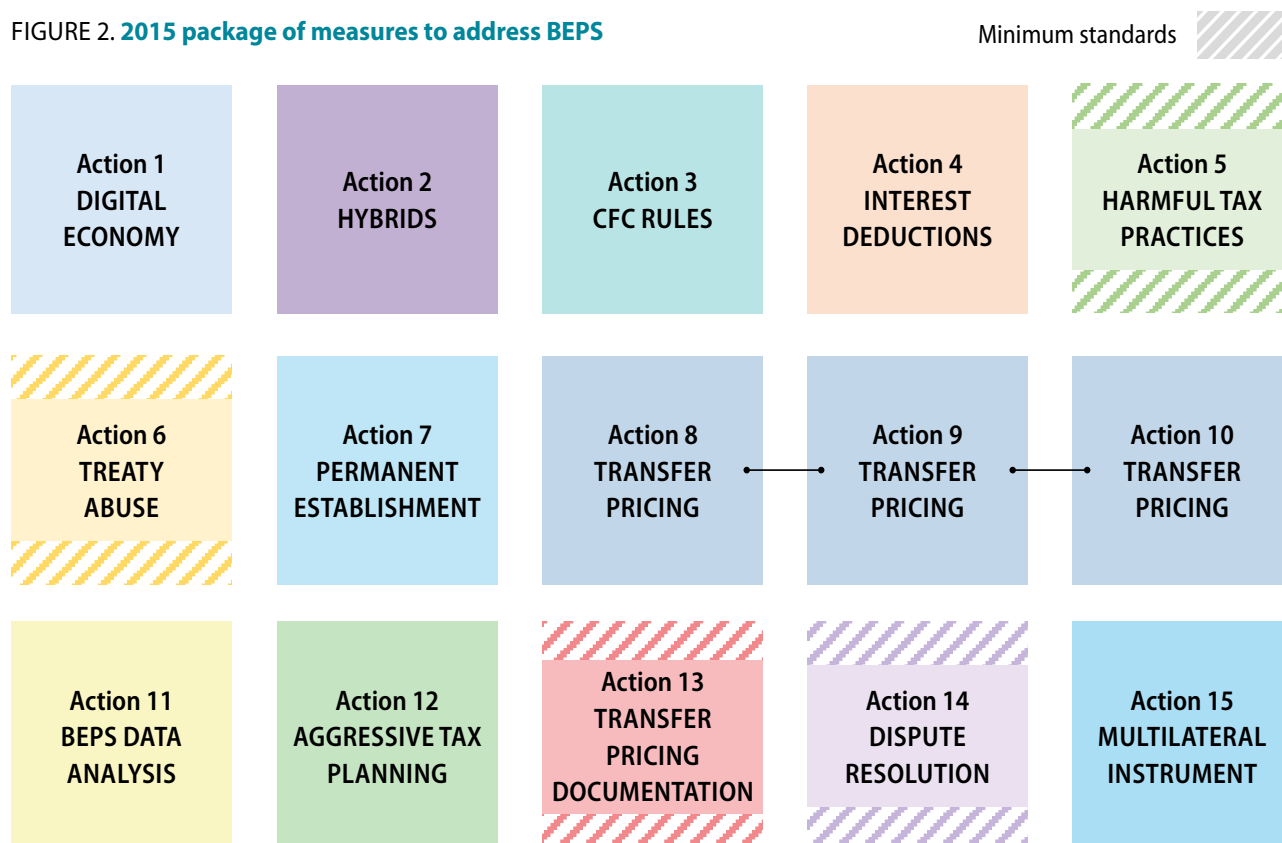 FIGURE 2. 2015 package of measures to address BEPS
Minimum standards
Action 1
DIGITAL
ECONOMY
Action 2
HYBRIDS
Action 3
CFC RULES
Action 4
INTEREST
DEDUCTIONS
Action 5
HARMFUL TAX
PRACTICES
Action 6
TREATY
ABUSE
Action 7
PERMANENT
ESTABLISHMENT
Action 8
TRANSFER
PRICING
Action 9
TRANSFER
PRICING
Action 10
TRANSFER
PRICING
Action 11
BEPS DATA
ANALYSIS
Action 12
AGGRESSIVE TAX
PLANNING
Action 13
TRANSFER
PRICING
DOCUMENTATION
Action 14
DISPUTE
RESOLUTION
Action 15
MULTILATERAL
INSTRUMENT